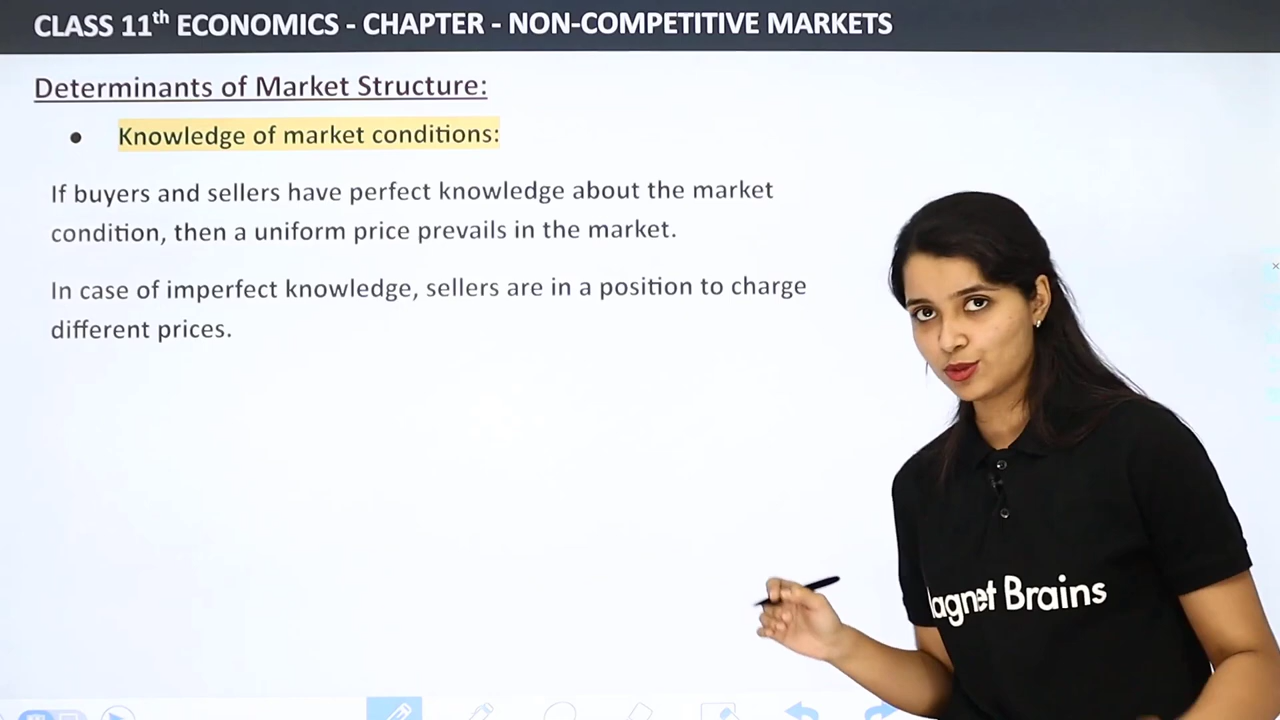 CLASS 11th ECONOMICS - CHAPTER - NON-COMPETITIVE MARKETS
Determinants of Market Structure:
• Knowledge of market conditions:
If buyers and sellers have perfect knowledge about the market
condition, then a uniform price prevails in the market.
In case of imperfect knowledge, sellers are in a position to charge
different prices.
agnet Brains